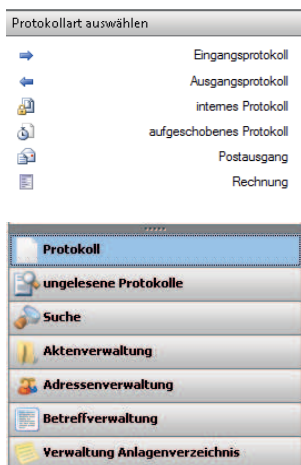 Protokollart auswählen
Eingangsprotokoll
Ausgangsprotokoll
internes Protokoll
aufgeschobenes Protokoll
Postausgang
Rechnung
Protokoll
ungelesene Protokolle
Suche
Aktenverwaltung
Adressenverwaltung
Betreffverwaltung
Verwaltung Anlagenverzeichnis